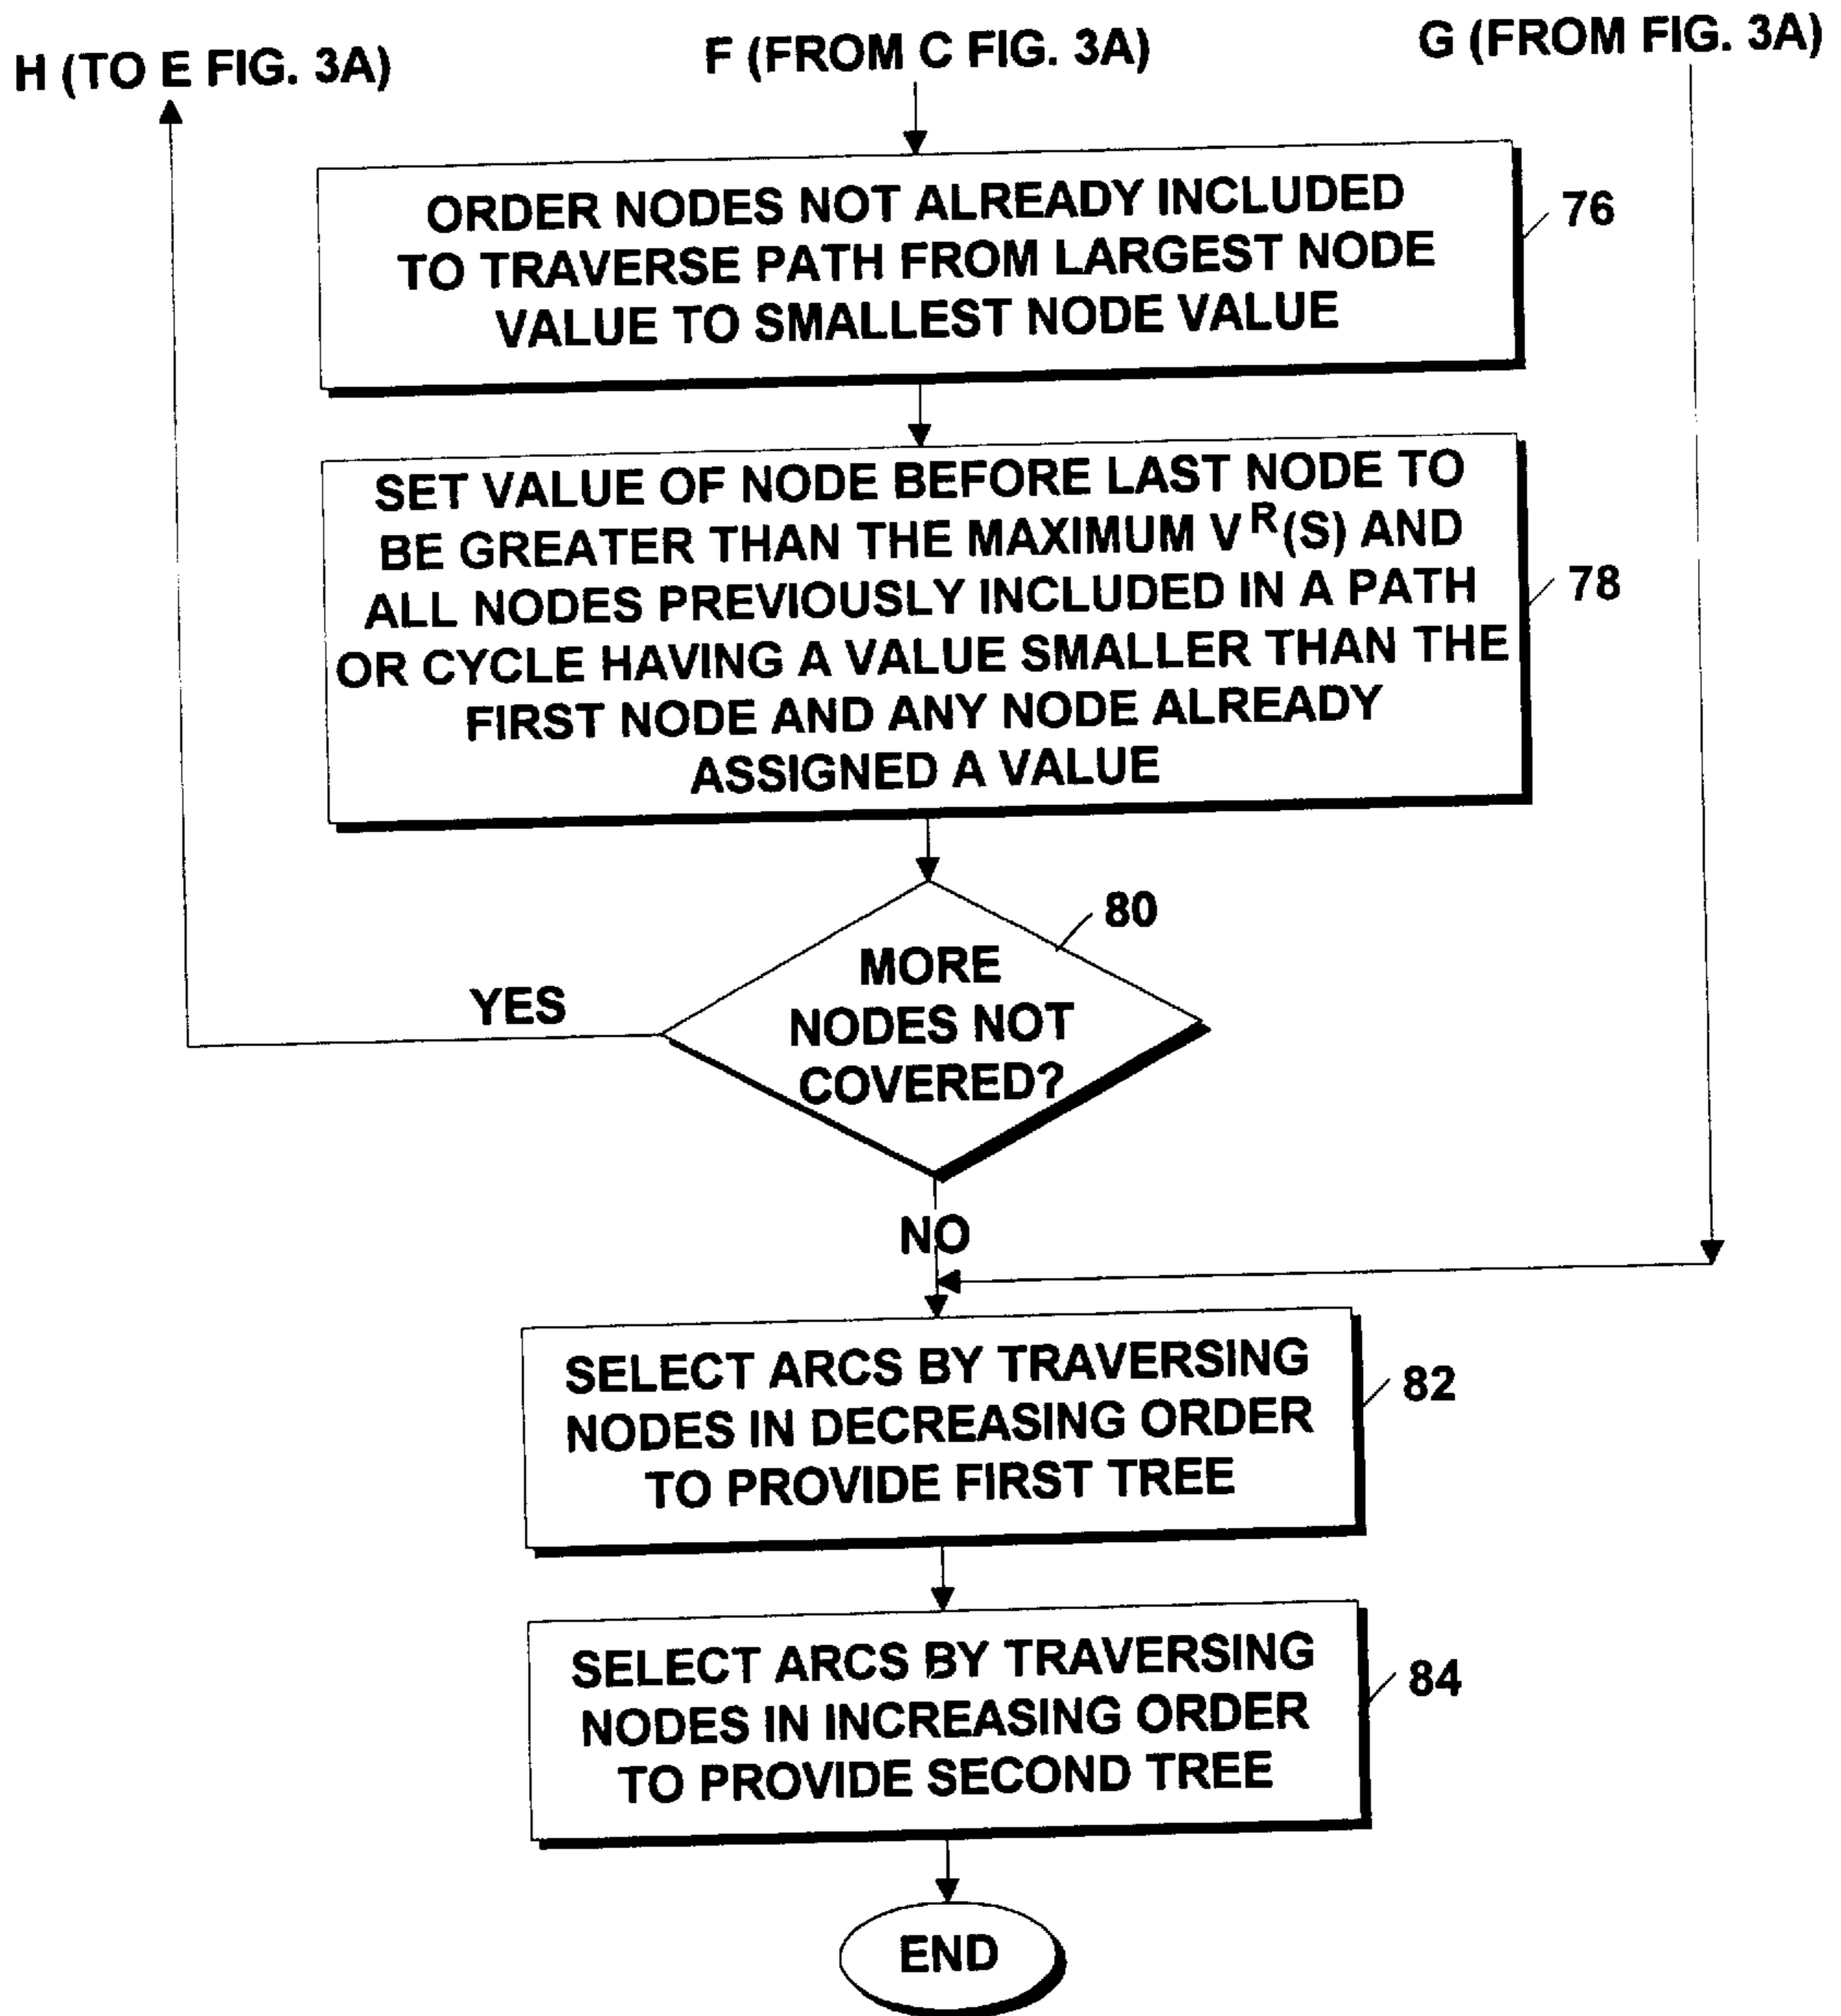 H (TO E FIG. 3A)
F (FROM C FIG. 3A)
G (FROM FIG. 3A)
ORDER NODES NOT ALREADY INCLUDED
TO TRAVERSE PATH FROM LARGEST NODE
VALUE TO SMALLEST NODE VALUE
76
SET VALUE OF NODE BEFORE LAST NODE TO
BE GREATER THAN THE MAXIMUM V^R(S) AND
ALL NODES PREVIOUSLY INCLUDED IN A PATH
OR CYCLE HAVING A VALUE SMALLER THAN THE
FIRST NODE AND ANY NODE ALREADY
ASSIGNED A VALUE
78
80
MORE
NODES NOT
COVERED?
YES
NO
SELECT ARCS BY TRAVERSING
NODES IN DECREASING ORDER
TO PROVIDE FIRST TREE
82
SELECT ARCS BY TRAVERSING
NODES IN INCREASING ORDER
TO PROVIDE SECOND TREE
84
END